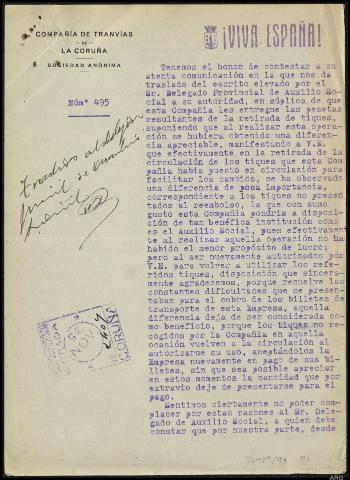 COMPAÑÍA DE TRANVÍAS
DE
LA CORUÑA
SOCIEDAD ANÓNIMA
Núm° 495
¡VIVA ESPAÑA!
Tenemos el honor de contestar a su
atenta comunicación en la que nos da
traslado del escrito elevado por el
Sr. Delegado Provincial de Auxilio So-
cial a su autoridad, en súplica de que
esta Compañía Les entregue las pesetas
resultantes de la retirada de tiques,
suponiendo que al realizar esta opera-
ción se hubiera obtenido una diferen-
cia apreciable, manifestando a V.E.
que efectivamente en la retirada de la
circulación de los tiques que esta Com
pañía había puesto en circulación para
facilitar los cambios, se ha observado
una diferencia de poca importancia,
correspondiente a los tiques no presen
tados al reembolso, la que con sumo
gusto esta Compañía pondría a disposi-
ción de tan benéfica institución como
es el Auxilio Social, pues efectivamen
te al realizar aquella operación no ha
habido el menor propósito de lucro;
pero al ser nuevamente autorizados por
V.E. para volver a utilizar los refe-
ridos tiques, disposición que sincera-
mente agradecemos, porque resuelve las
constantes dificultades que se presen-
taban para el cobro de los billetes de
transporte de esta Empresa, aquella
diferencia deja de ser considerada co-
mo beneficio, porque los tiques no re-
cogidos por la Compañía en aquella
ocasión vuelven a la circulación al
autorizarse su uso, aceptándolos la
Empresa nuevamente en pago de sus bi-
lletes, sin que sea posible apreciar
en estos momentos la cantidad que por
extravío deje de presentarse para el
pago.
Sentimos ciertamente no poder com-
placer por estas razones al Sr. Dele-
gado de Auxilio Social, a quien debe
constar que por nuestra parte, desde